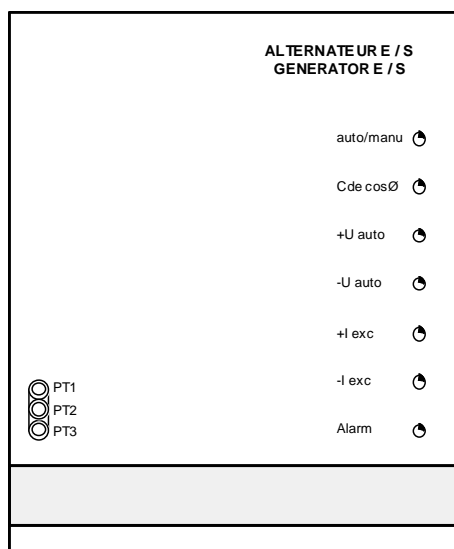 ALTERNATEUR E / S
GENERATOR E / S
auto/manu
Cde cosØ
+U auto
-U auto
+I exc
-I exc
PT1
PT2
PT3
Alarm